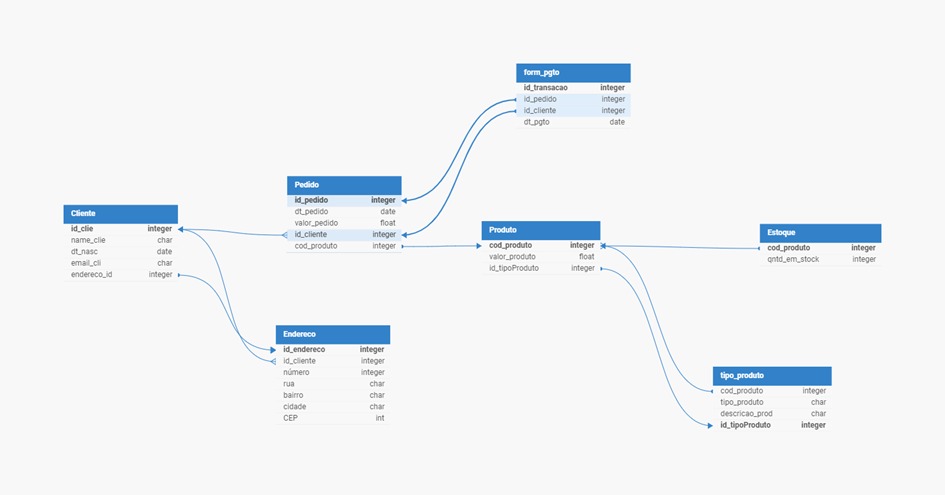 form_pgto
id_transacao integer
id_pedido integer
id_cliente integer
dt_pgto date
Pedido
id_pedido integer
dt_pedido date
valor_pedido float
id_cliente integer
cod_produto integer
Cliente
id_clie integer
name_clie char
dt_nasc date
email_cli char
endereco_id integer
Produto
cod_produto integer
valor_produto float
id_tipoProduto integer
Estoque
cod_produto integer
qntd_em_stock integer
Endereco
id_endereco integer
id_cliente integer
número integer
rua char
bairro char
cidade char
CEP int
tipo_produto
cod_produto integer
tipo_produto char
descricao_prod char
id_tipoProduto integer